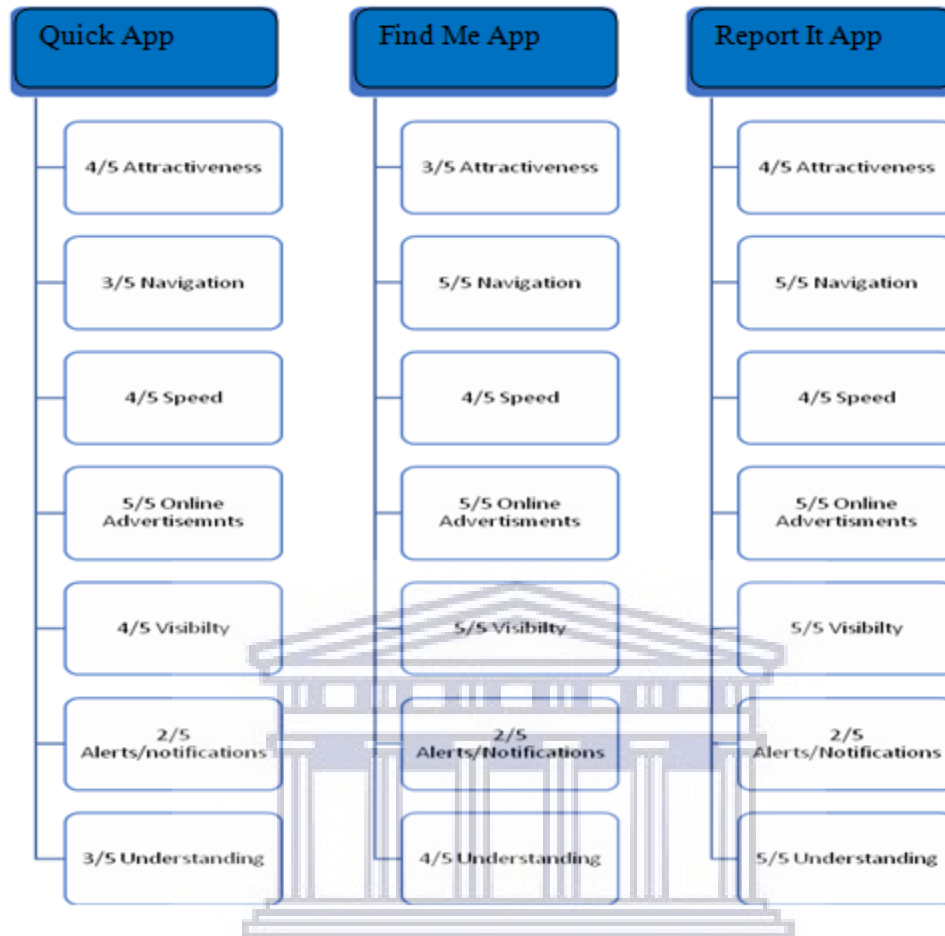 Quick App
4/5 Attractiveness
3/5 Navigation
4/5 Speed
5/5 Online
Advertisemnts
4/5 Visibilty
2/5
Alerts/notifications
3/5 Understanding
Find Me App
3/5 Attractiveness
5/5 Navigation
4/5 Speed
5/5 Online
Advertisments
5/5 Visibilty
2/5
Alerts/Notifications
4/5 Understanding
Report It App
4/5 Attractiveness
5/5 Navigation
4/5 Speed
5/5 Online
Advertisments
5/5 Visibilty
2/5
Alerts/Notifications
5/5 Understanding